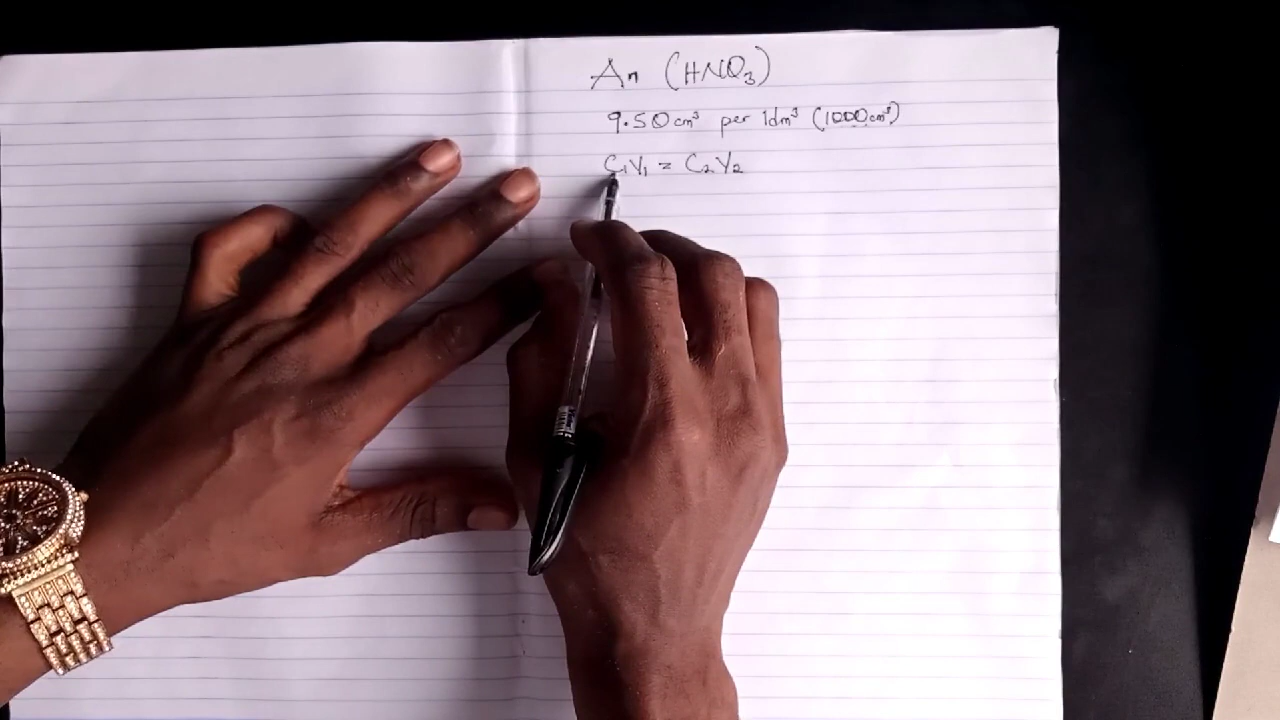 An (HNO₃)
9.50cm³ per 1dm³ (1000cm³)
C₁V₁ = C₂V₂